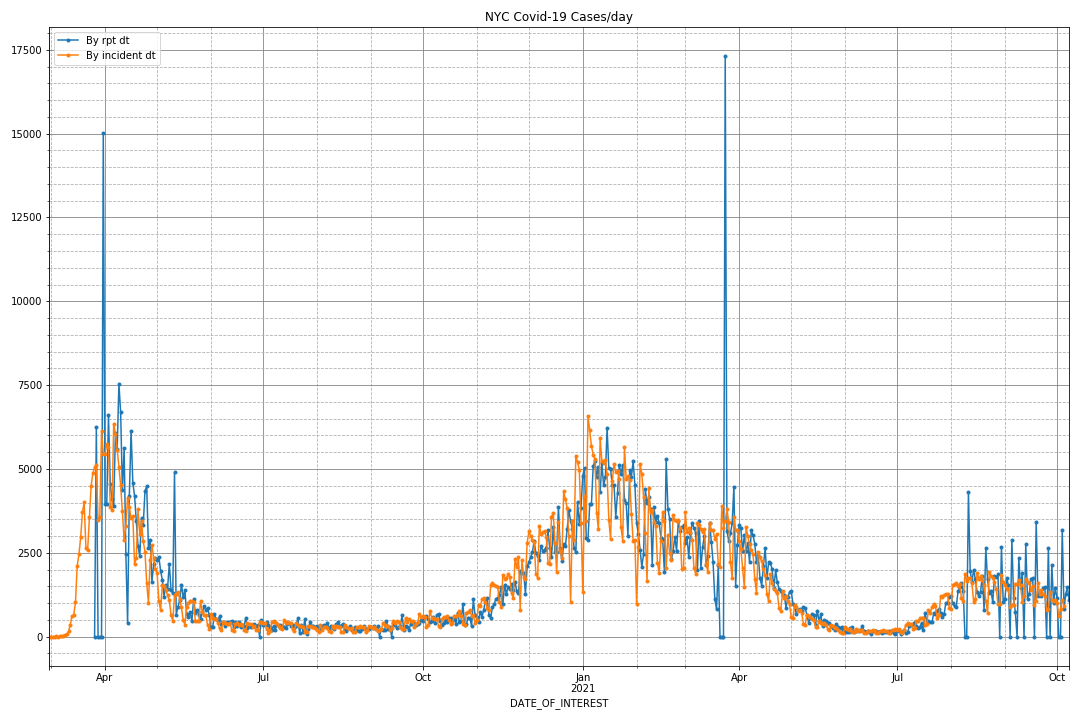 NYC Covid-19 Cases/day
By rpt dt
By incident dt
17500
15000
12500
10000
7500
5000
2500
0
Apr Jul Oct Jan Apr Jul Oct
2021
DATE_OF_INTEREST